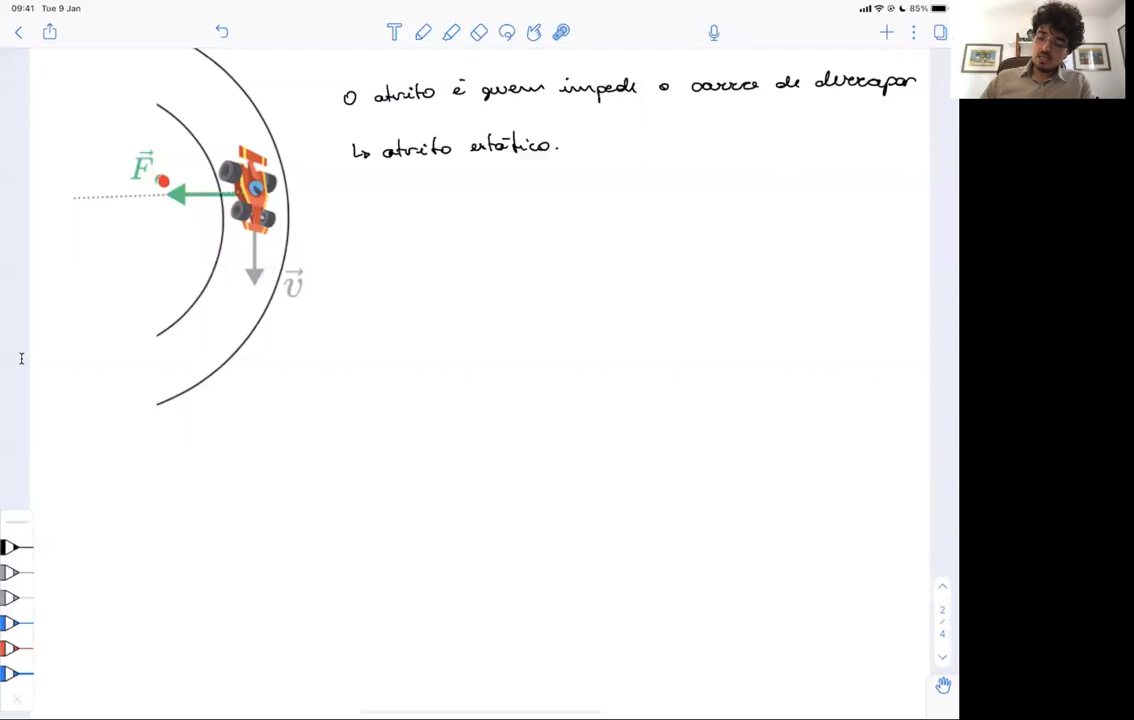 09:41 Tue 9 Jan
85%
O atrito é quem impede o carro de derrapar
↳ atrito estático.
F
v
2
/
4